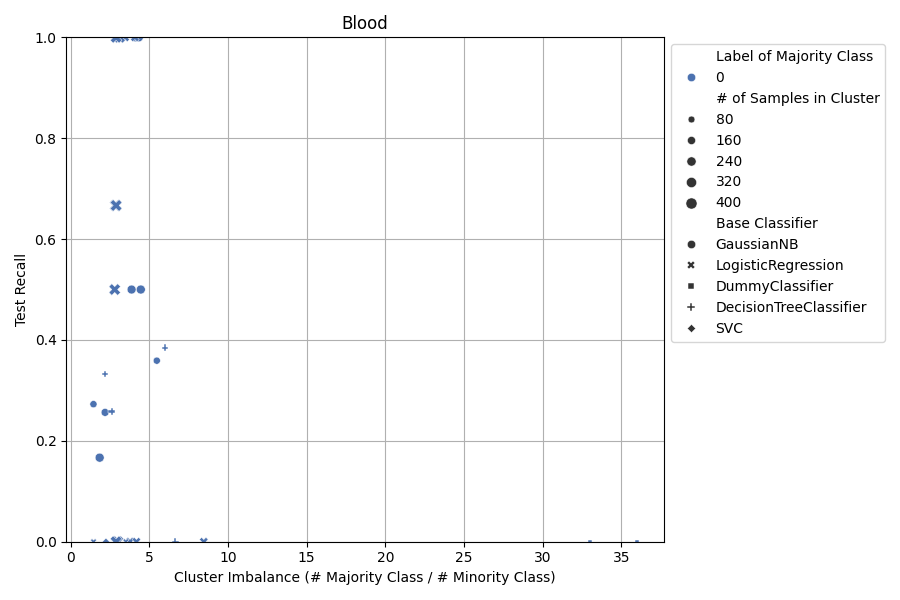 Blood
1.0
0.8
0.6
0.4
0.2
0.0
Test Recall
0
5
10
15
20
25
30
35
Cluster Imbalance (# Majority Class / # Minority Class)
Label of Majority Class
0
# of Samples in Cluster
80
160
240
320
400
Base Classifier
GaussianNB
LogisticRegression
DummyClassifier
DecisionTreeClassifier
SVC